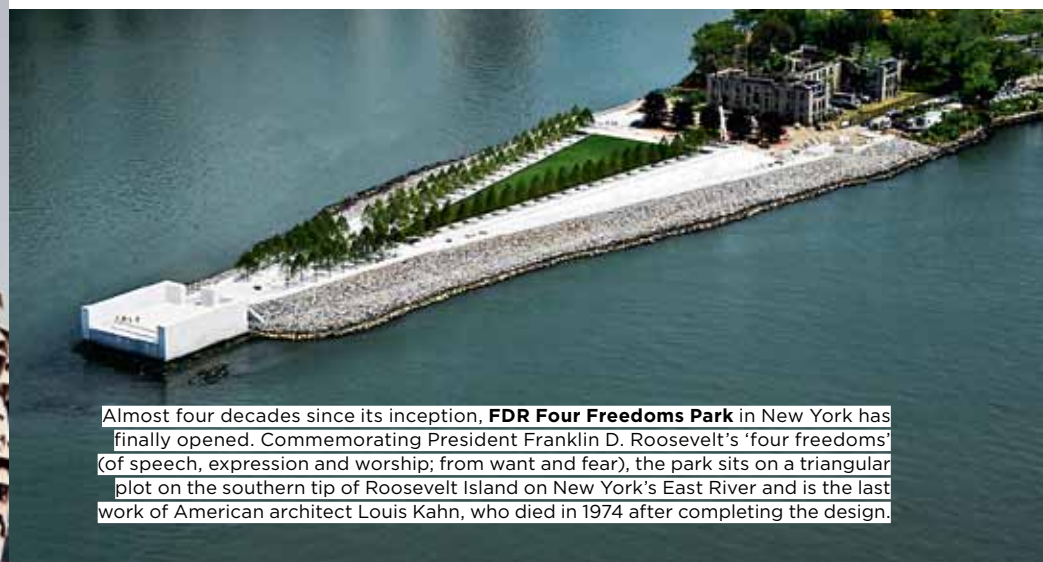 Almost four decades since its inception, FDR Four Freedoms Park in New York has
finally opened. Commemorating President Franklin D. Roosevelt’s ‘four freedoms’
(of speech, expression and worship; from want and fear), the park sits on a triangular
plot on the southern tip of Roosevelt Island on New York’s East River and is the last
work of American architect Louis Kahn, who died in 1974 after completing the design.